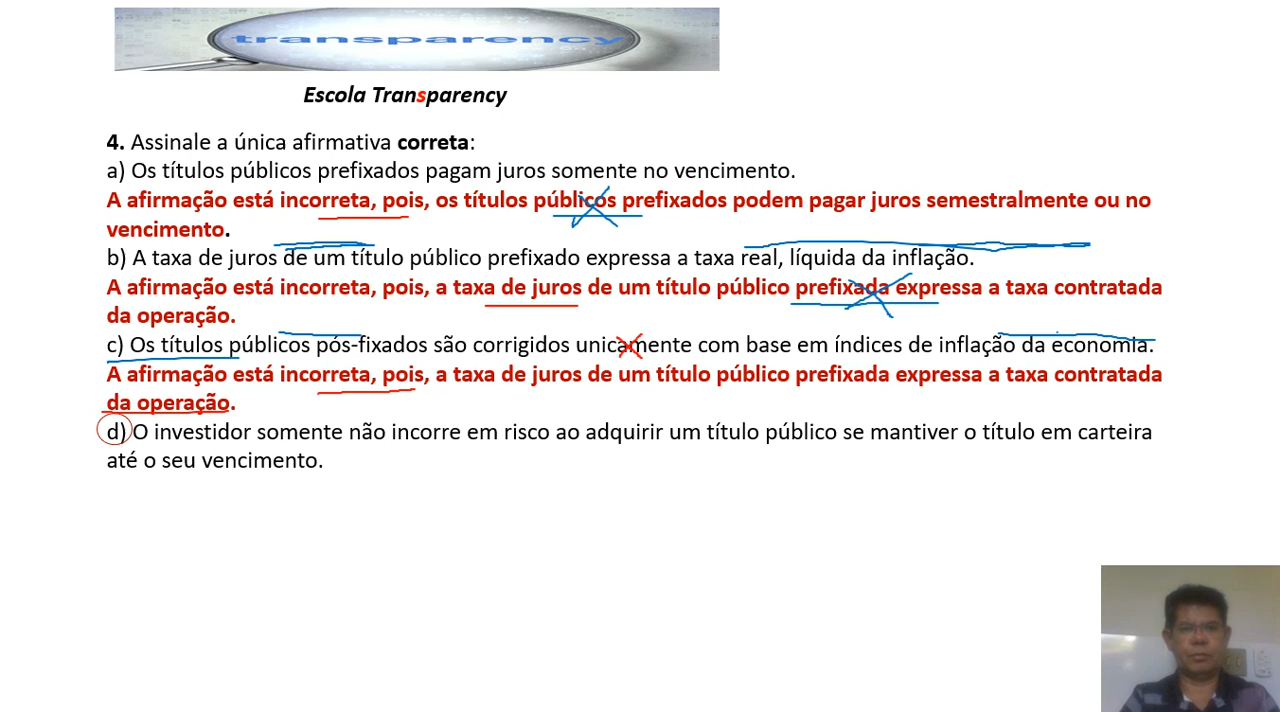 transparency
Escola Transparency
4. Assinale a única afirmativa correta:
a) Os títulos públicos prefixados pagam juros somente no vencimento.
A afirmação está incorreta, pois, os títulos públicos prefixados podem pagar juros semestralmente ou no
vencimento.
b) A taxa de juros de um título público prefixado expressa a taxa real, líquida da inflação.
A afirmação está incorreta, pois, a taxa de juros de um título público prefixada expressa a taxa contratada
da operação.
c) Os títulos públicos pós-fixados são corrigidos unicamente com base em índices de inflação da economia.
A afirmação está incorreta, pois, a taxa de juros de um título público prefixada expressa a taxa contratada
da operação.
d) O investidor somente não incorre em risco ao adquirir um título público se mantiver o título em carteira
até o seu vencimento.